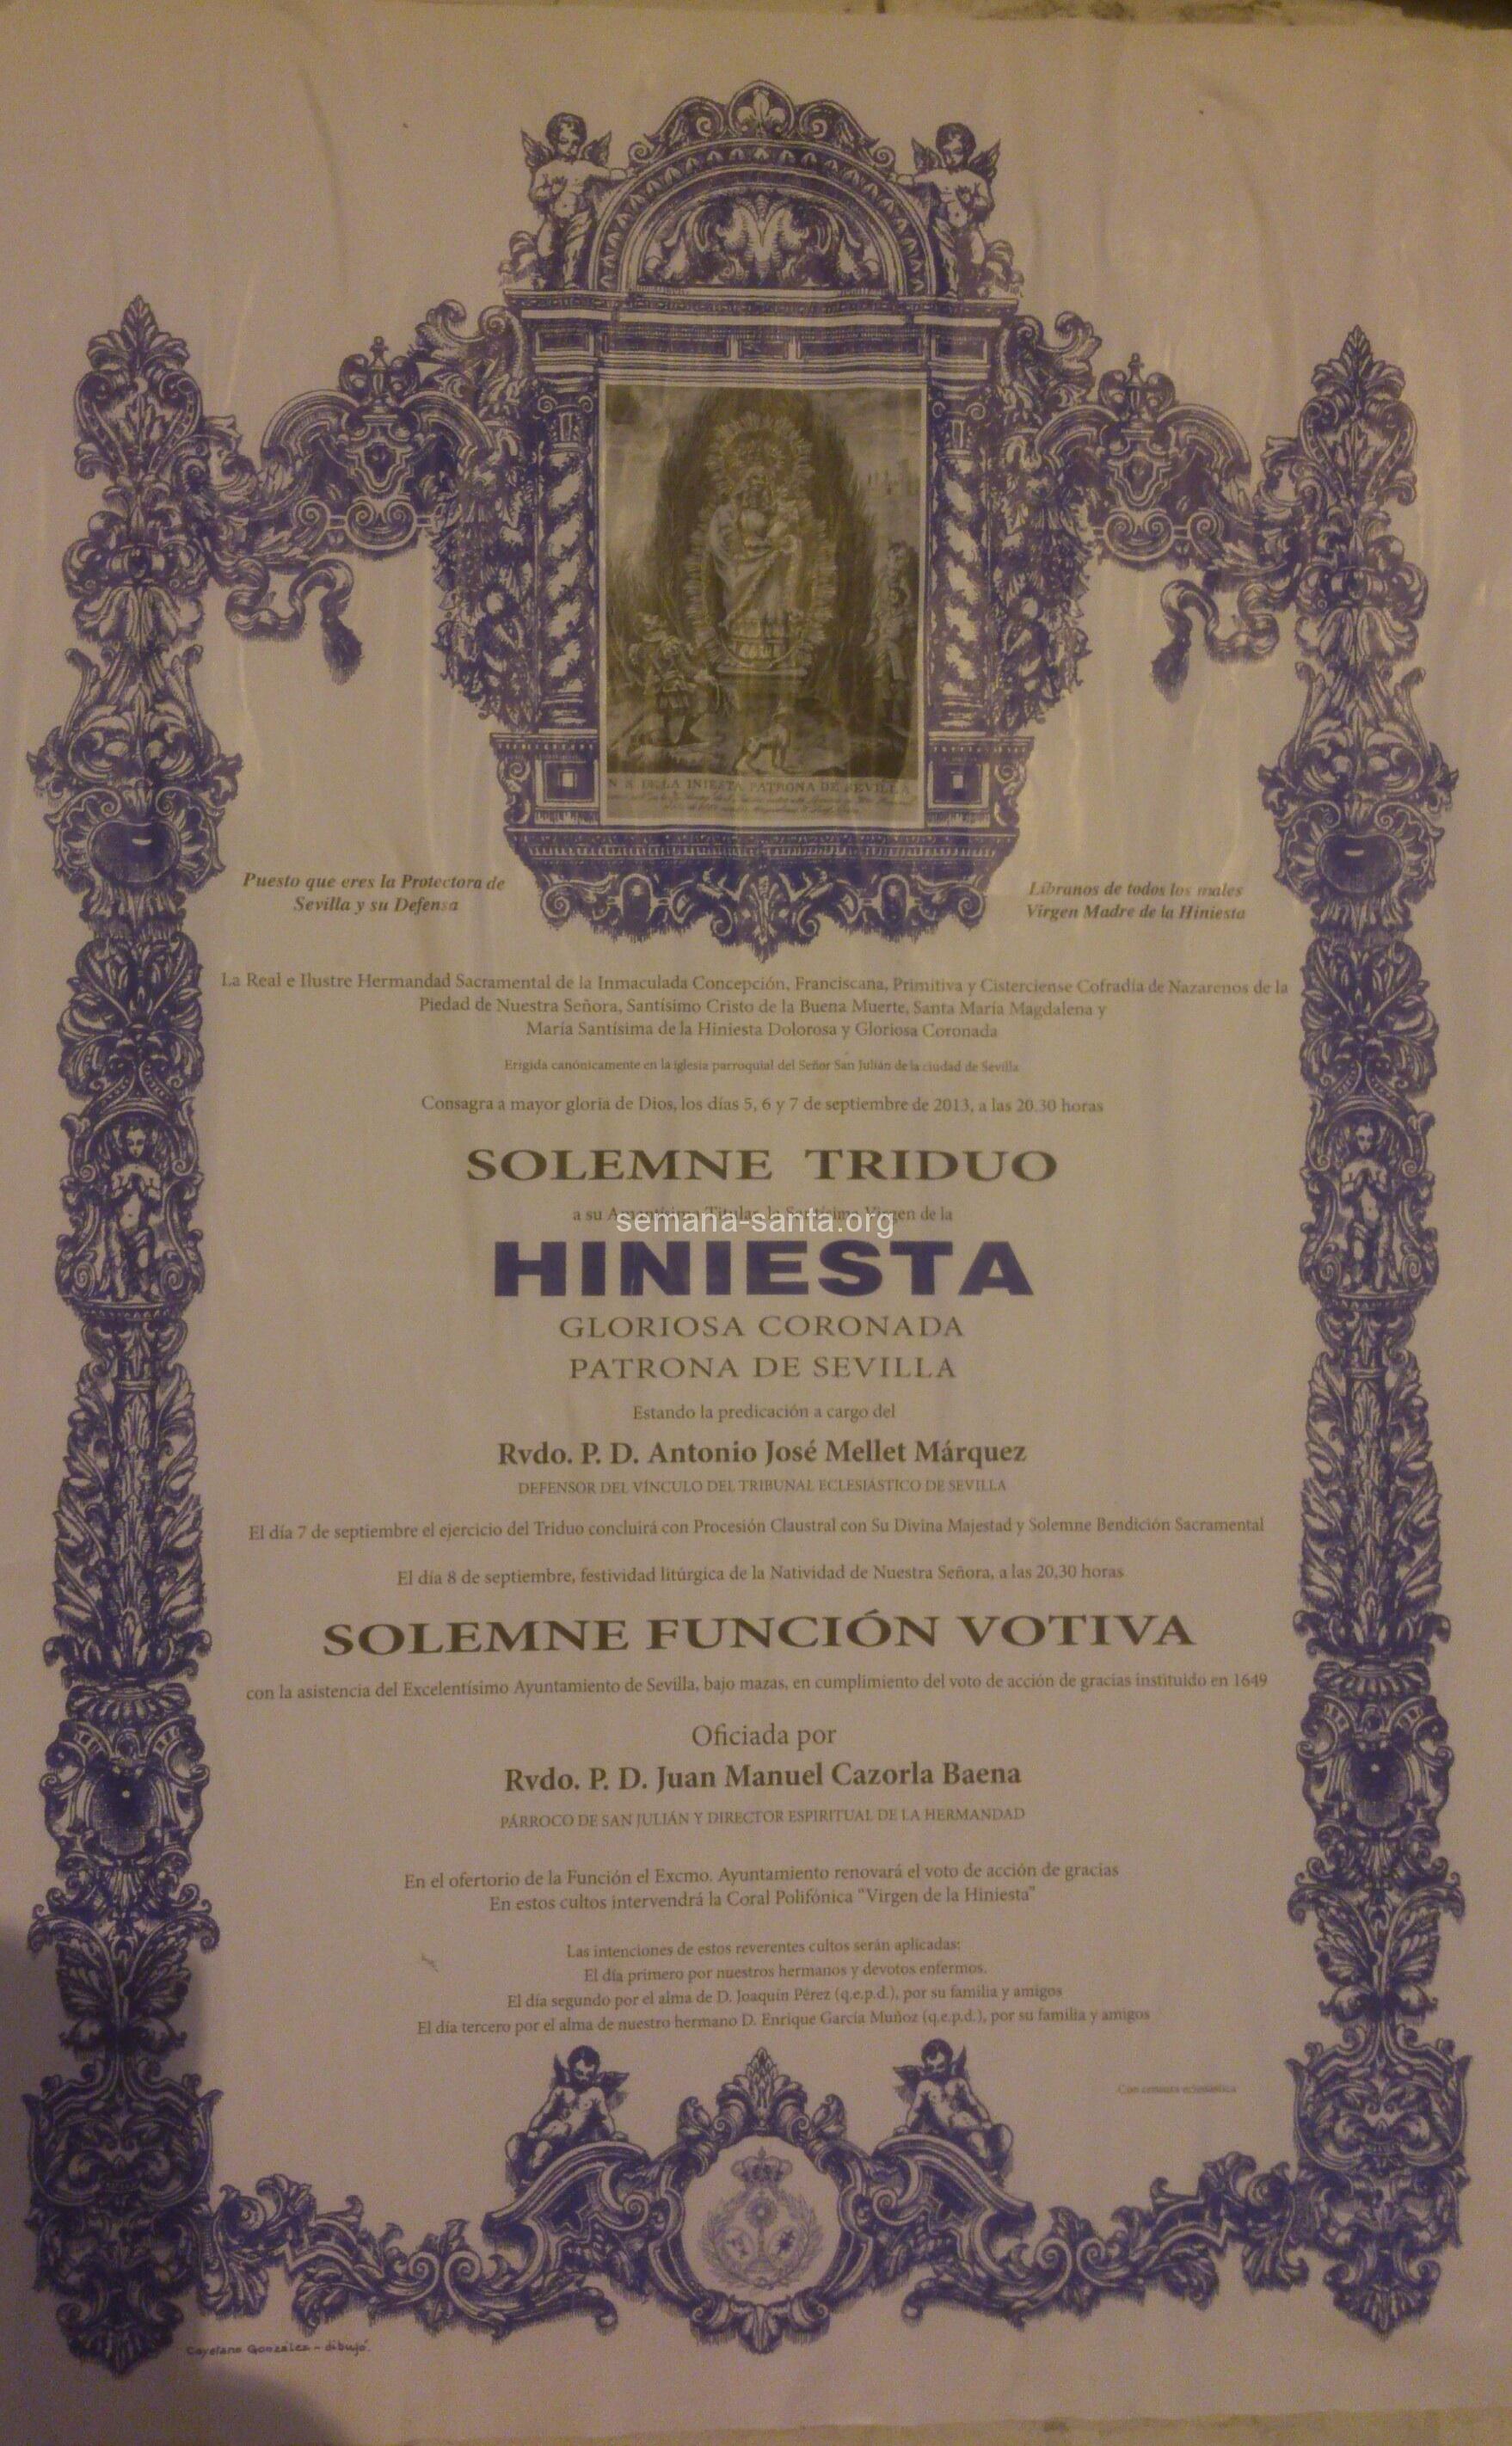 N S DE LA INIESTA PATRONA DE SEVILLA
Puesto que eres la Protectora de
Sevilla y su Defensa
Líbranos de todos los males
Virgen Madre de la Hiniesta
La Real e Ilustre Hermandad Sacramental de la Inmaculada Concepción, Franciscana, Primitiva y Cisterciense Cofradía de Nazarenos de la
Piedad de Nuestra Señora, Santísimo Cristo de la Buena Muerte, Santa María Magdalena y
María Santísima de la Hiniesta Dolorosa y Gloriosa Coronada
Erigida canónicamente en la iglesia parroquial del Señor San Julián de la ciudad de Sevilla
Consagra a mayor gloria de Dios, los días 5, 6 y 7 de septiembre de 2013, a las 20.30 horas
SOLEMNE TRIDUO
a su Amantísima Titular, la Santísima Virgen de la
semana-santa.org
HINIESTA
GLORIOSA CORONADA
PATRONA DE SEVILLA
Estando la predicación a cargo del
Rvdo. P. D. Antonio José Mellet Márquez
DEFENSOR DEL VÍNCULO DEL TRIBUNAL ECLESIÁSTICO DE SEVILLA
El día 7 de septiembre el ejercicio del Triduo concluirá con Procesión Claustral con Su Divina Majestad y Solemne Bendición Sacramental
El día 8 de septiembre, festividad litúrgica de la Natividad de Nuestra Señora, a las 20,30 horas
SOLEMNE FUNCIÓN VOTIVA
con la asistencia del Excelentísimo Ayuntamiento de Sevilla, bajo mazas, en cumplimiento del voto de acción de gracias instituido en 1649
Oficiada por
Rvdo. P. D. Juan Manuel Cazorla Baena
PÁRROCO DE SAN JULIÁN Y DIRECTOR ESPIRITUAL DE LA HERMANDAD
En el ofertorio de la Función el Excmo. Ayuntamiento renovará el voto de acción de gracias
En estos cultos intervendrá la Coral Polifónica "Virgen de la Hiniesta"
Las intenciones de estos reverentes cultos serán aplicadas:
El día primero por nuestros hermanos y devotos enfermos.
El día segundo por el alma de D. Joaquín Pérez (q.e.p.d.), por su familia y amigos
El día tercero por el alma de nuestro hermano D. Enrique García Muñoz (q.e.p.d.), por su familia y amigos
Con censura eclesiástica
Cayetano González - dibujó.